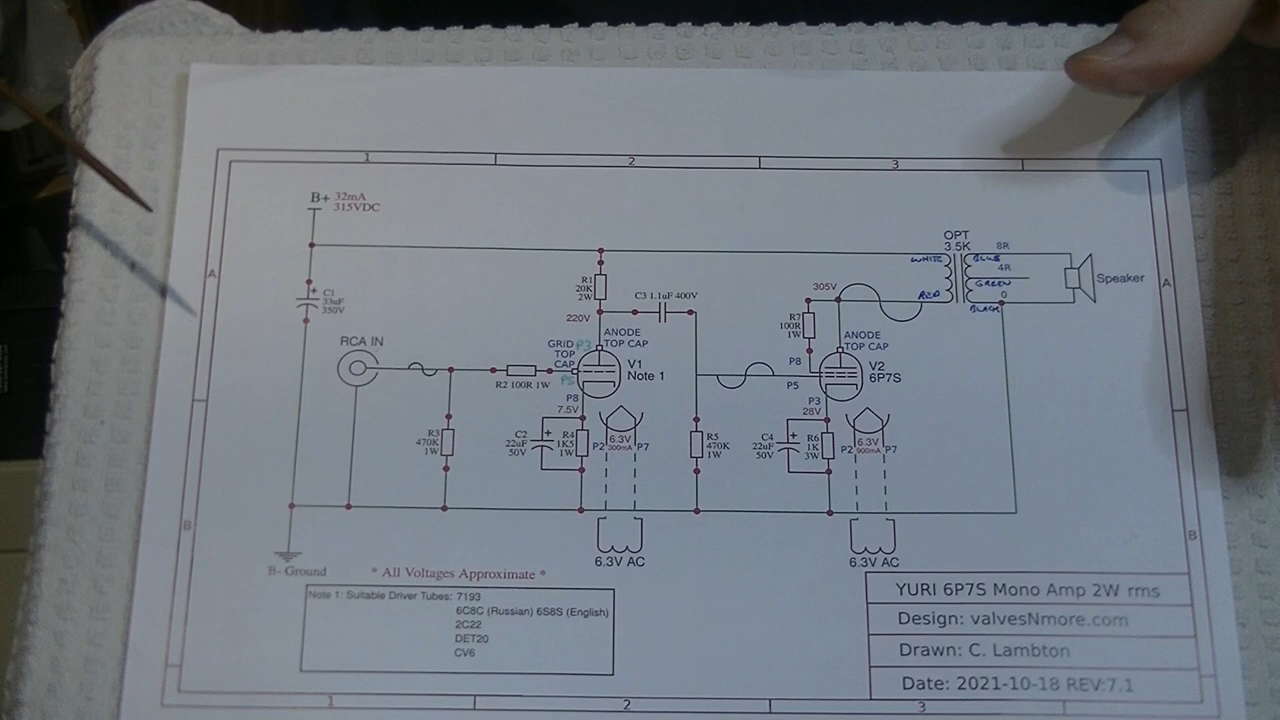 1
2
3
A
B+ 32mA
315VDC
OPT
3.5K
8R
WHITE
BLUE
4R
GREEN
RED
0
BLACK
Speaker
A
+ C1
33uF
350V
R1
20K
2W
C3 1.1uF 400V
305V
220V
R7
100R
1W
RCA IN
GRID P3
TOP
CAP
P5
ANODE
TOP CAP
ANODE
TOP CAP
V1
Note 1
R2 100R 1W
P8
P5
V2
6P7S
P8
7.5V
P3
28V
R3
470K
1W
C2
22uF
50V
+
R4
1K5
1W
P2
6.3V
300mA
P7
R5
470K
1W
C4
22uF
50V
+
R6
1K
3W
P2
6.3V
900mA
P7
B
B
6.3V AC
6.3V AC
B- Ground
* All Voltages Approximate *
Note 1: Suitable Driver Tubes: 7193
6C8C (Russian) 6S8S (English)
2C22
DET20
CV6
YURI 6P7S Mono Amp 2W rms
Design: valvesNmore.com
Drawn: C. Lambton
Date: 2021-10-18 REV:7.1
1
2
3